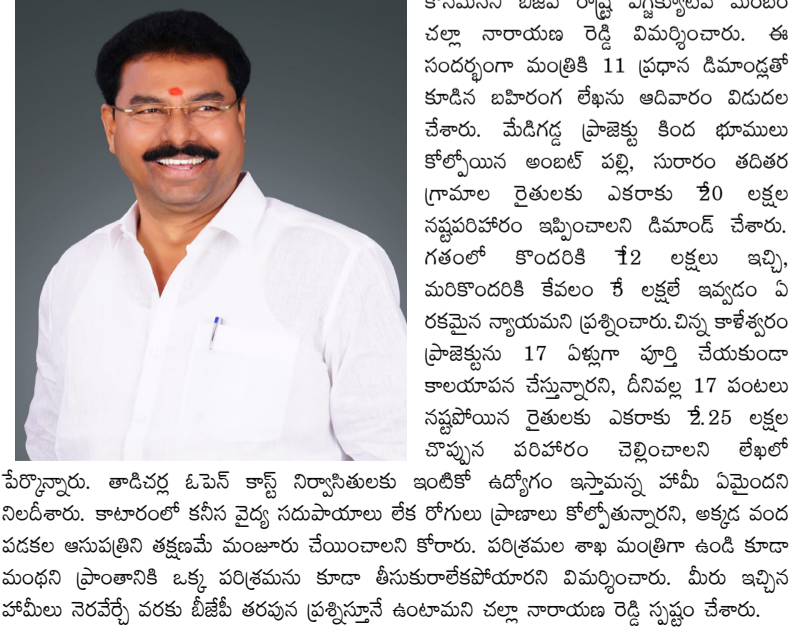 చల్లా నారాయణ రెడ్డి విమర్శించారు. ఈ
సందర్భంగా మంత్రికి 11 ప్రధాన డిమాండ్లతో
కూడిన బహిరంగ లేఖను ఆదివారం విడుదల
చేశారు. మేడిగడ్డ ప్రాజెక్టు కింద భూములు
కోల్పోయిన అంబట్ పల్లి, సురారం తదితర
గ్రామాల రైతులకు ఎకరాకు ₹20 లక్షల
నష్టపరిహారం ఇప్పించాలని డిమాండ్ చేశారు.
గతంలో కొందరికి ₹12 లక్షలు ఇచ్చి,
మరికొందరికి కేవలం ₹5 లక్షలే ఇవ్వడం ఏ
రకమైన న్యాయమని ప్రశ్నించారు.చిన్న కాళేశ్వరం
ప్రాజెక్టును 17 ఏళ్లుగా పూర్తి చేయకుండా
కాలయాపన చేస్తున్నారని, దీనివల్ల 17 పంటలు
నష్టపోయిన రైతులకు ఎకరాకు ₹2.25 లక్షల
చొప్పున పరిహారం చెల్లించాలని లేఖలో
పేర్కొన్నారు. తాడిచర్ల ఓపెన్ కాస్ట్ నిర్వాసితులకు ఇంటికో ఉద్యోగం ఇస్తామన్న హామీ ఏమైందని
నిలదీశారు. కాటారంలో కనీస వైద్య సదుపాయాలు లేక రోగులు ప్రాణాలు కోల్పోతున్నారని, అక్కడ వంద
పడకల ఆసుపత్రిని తక్షణమే మంజూరు చేయించాలని కోరారు. పరిశ్రమల శాఖ మంత్రిగా ఉండి కూడా
మంథని ప్రాంతానికి ఒక్క పరిశ్రమను కూడా తీసుకురాలేకపోయారని విమర్శించారు. మీరు ఇచ్చిన
హామీలు నెరవేర్చే వరకు బీజేపీ తరపున ప్రశ్నిస్తూనే ఉంటామని చల్లా నారాయణ రెడ్డి స్పష్టం చేశారు.